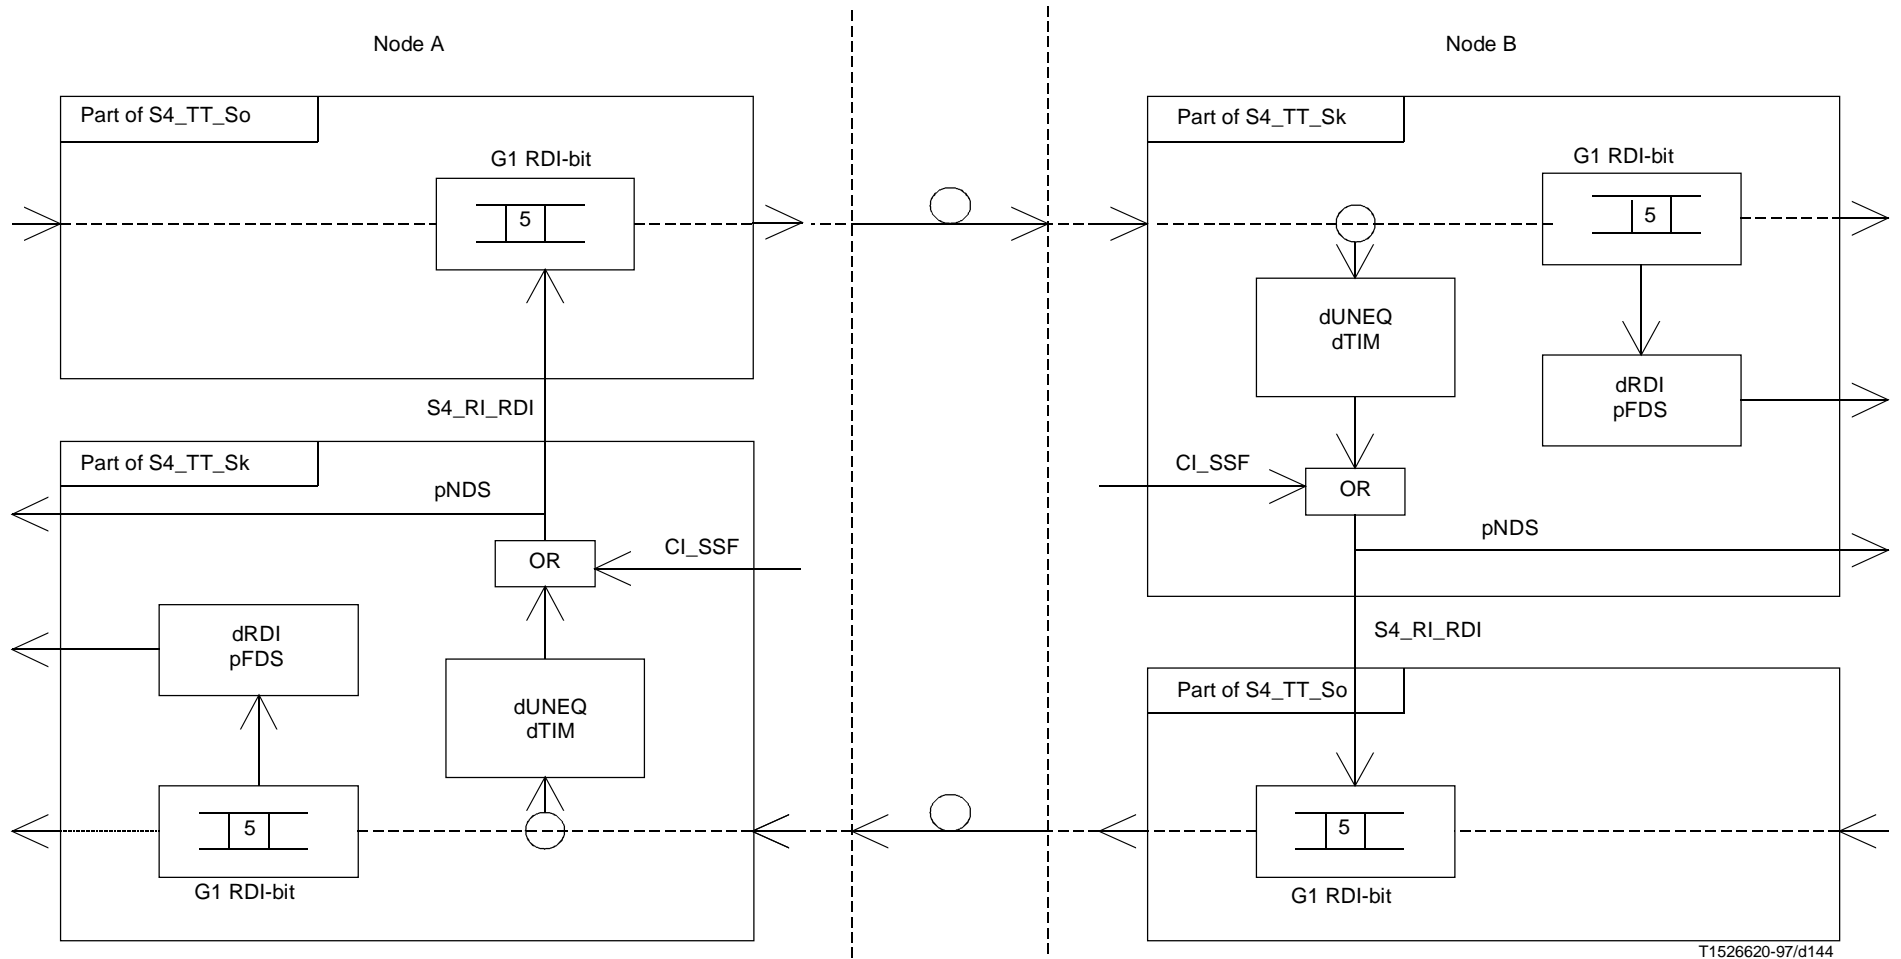 Node A
Node B
Part of S4_TT_So
G1 RDI-bit
5
S4_RI_RDI
Part of S4_TT_Sk
pNDS
CI_SSF
OR
dRDI
pFDS
dUNEQ
dTIM
5
G1 RDI-bit
Part of S4_TT_Sk
G1 RDI-bit
5
dUNEQ
dTIM
dRDI
pFDS
CI_SSF
OR
pNDS
S4_RI_RDI
Part of S4_TT_So
5
G1 RDI-bit
T1526620-97/d144